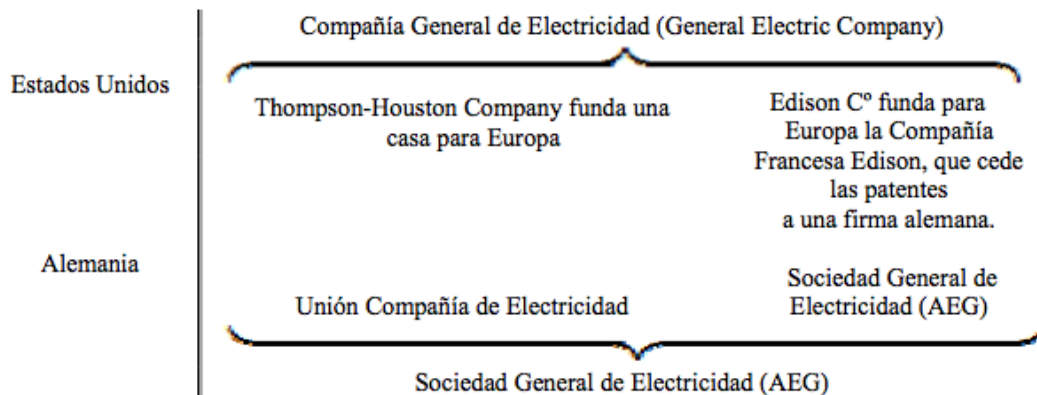 Compañía General de Electricidad (General Electric Company)
Estados Unidos
Thompson-Houston Company funda una
casa para Europa
Edison Cº funda para
Europa la Compañía
Francesa Edison, que cede
las patentes
a una firma alemana.
Alemania
Unión Compañía de Electricidad
Sociedad General de
Electricidad (AEG)
Sociedad General de Electricidad (AEG)